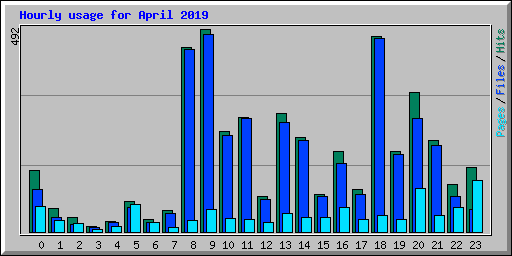 Hourly usage for April 2019
492
Pages/Files/Hits
0 1 2 3 4 5 6 7 8 9 10 11 12 13 14 15 16 17 18 19 20 21 22 23